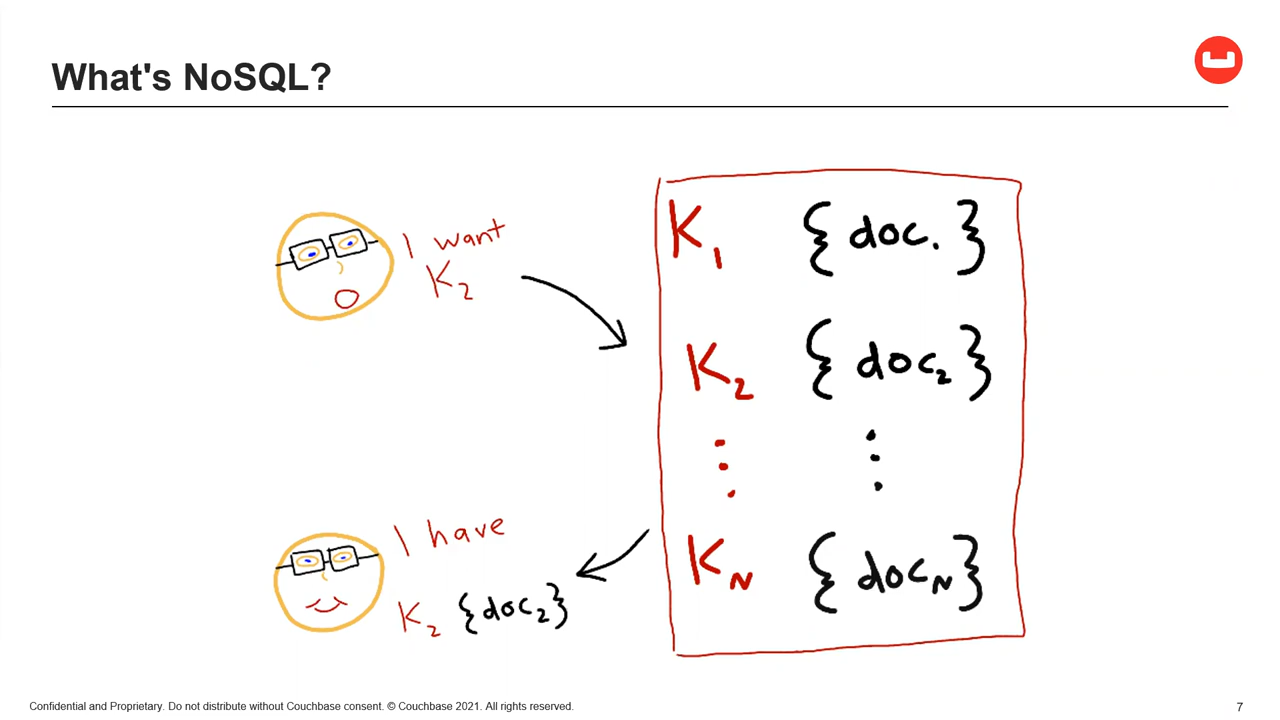 What's NoSQL?
I want
K2
K1 {doc.}
K2 {doc2}
KN {docN}
I have
K2 {doc2}
Confidential and Proprietary. Do not distribute without Couchbase consent. © Couchbase 2021. All rights reserved.
7